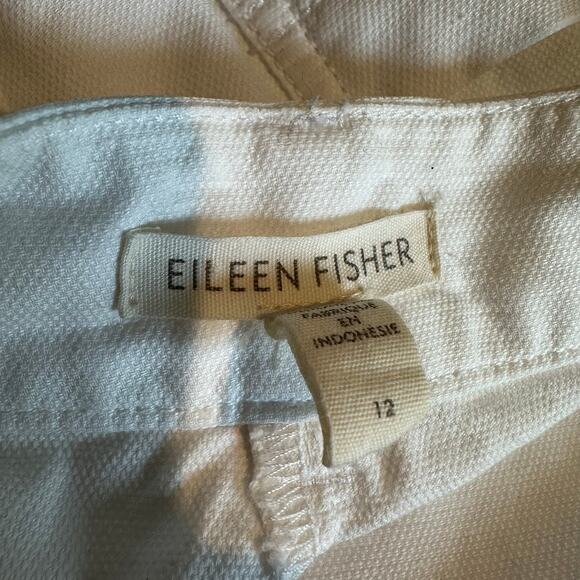 EILEEN FISHER
FABRIQUE
EN
INDONESIE
12